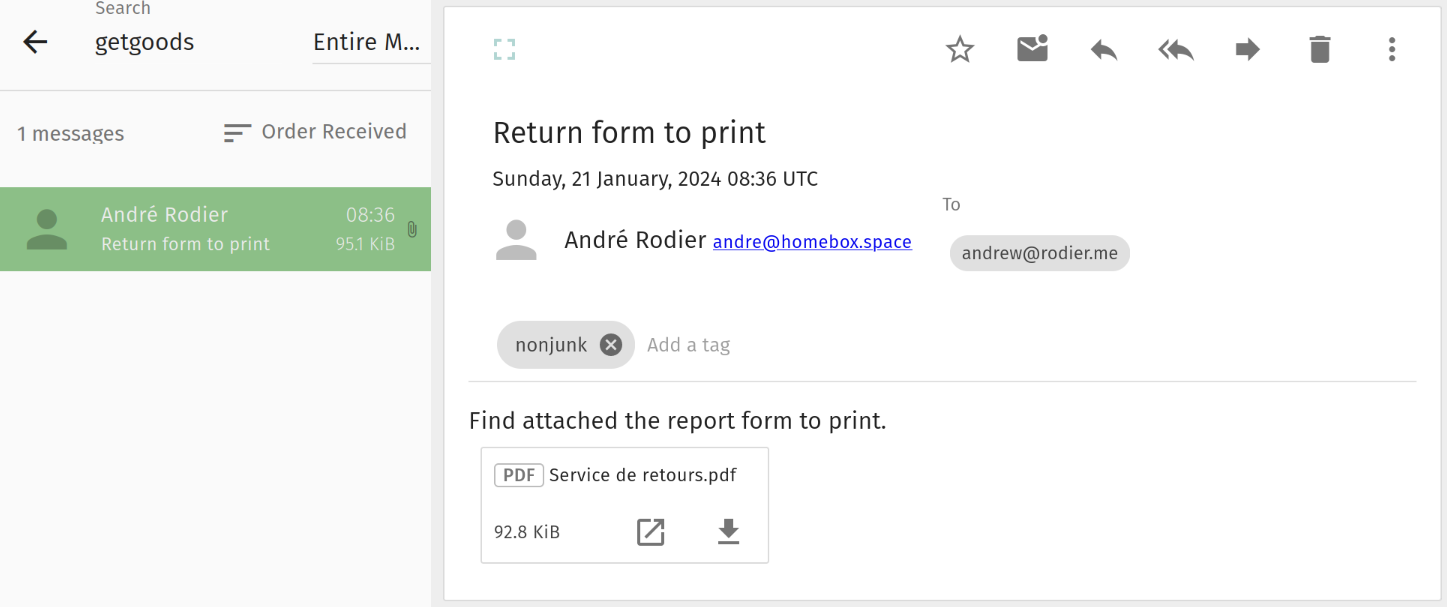 Search
getgoods
Entire M...
1 messages
Order Received
André Rodier
08:36
Return form to print
95.1 KiB
Return form to print
Sunday, 21 January, 2024 08:36 UTC
André Rodier andre@homebox.space
To
andrew@rodier.me
nonjunk
Add a tag
Find attached the report form to print.
PDF Service de retours.pdf
92.8 KiB